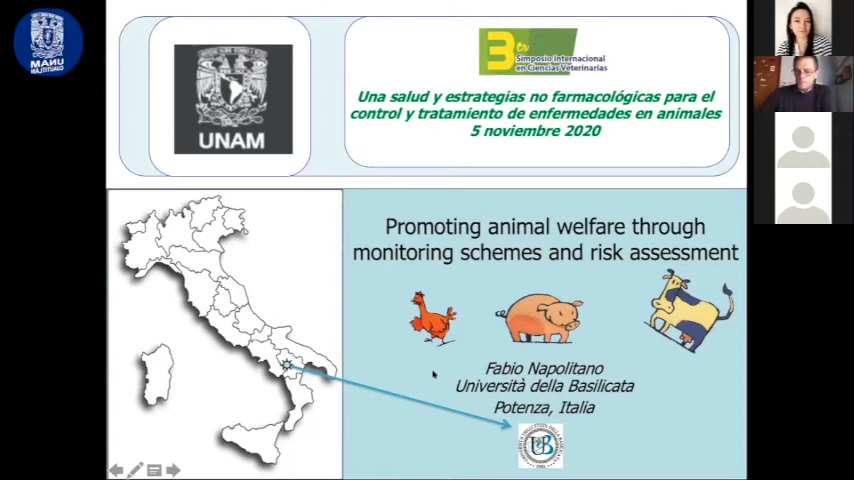 3er
Simposio Internacional
en Ciencias Veterinarias
UNAM
Una salud y estrategias no farmacológicas para el
control y tratamiento de enfermedades en animales
5 noviembre 2020
Promoting animal welfare through
monitoring schemes and risk assessment
Fabio Napolitano
Università della Basilicata
Potenza, Italia